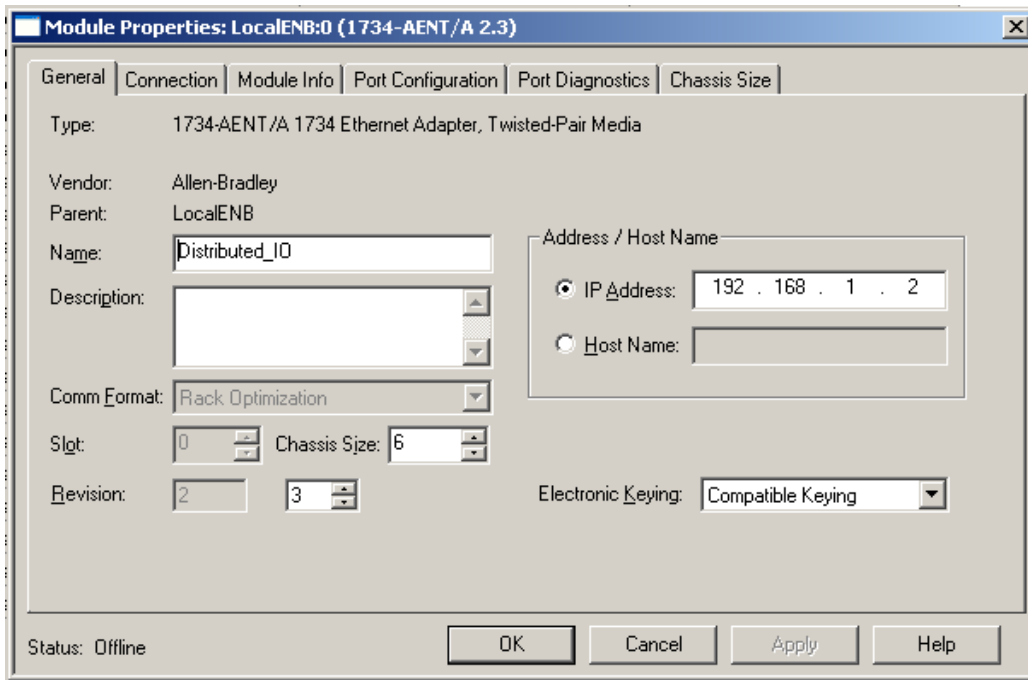 Module Properties: LocalENB:0 (1734-AENT/A 2.3)
General Connection Module Info Port Configuration Port Diagnostics Chassis Size
Type: 1734-AENT/A 1734 Ethernet Adapter, Twisted-Pair Media
Vendor: Allen-Bradley
Parent: LocalENB
Name: Distributed_IO
Address / Host Name
IP Address: 192 . 168 . 1 . 2
Description:
Host Name:
Comm Format: Rack Optimization
Slot: 0 Chassis Size: 6
Revision: 2 3 Electronic Keying: Compatible Keying
Status: Offline OK Cancel Apply Help